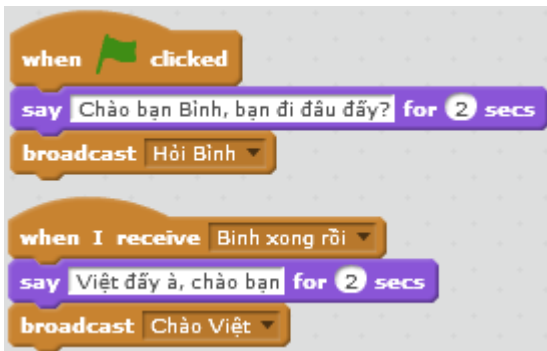 when clicked
say Chào bạn Bình, bạn đi đâu đấy? for 2 secs
broadcast Hỏi Bình
when I receive Bình xong rồi
say Việt đấy à, chào bạn for 2 secs
broadcast Chào Việt